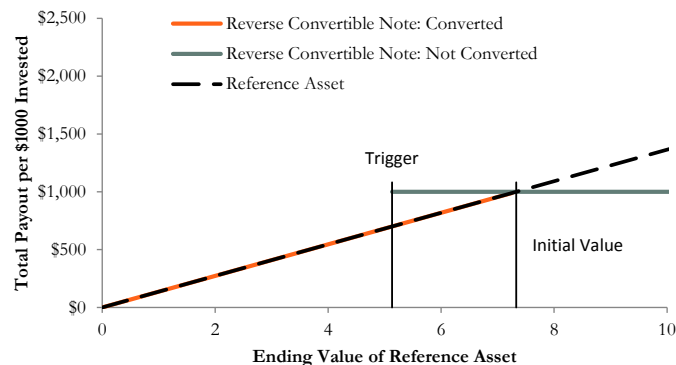 Total Payout per $1000 Invested
$2,500
$2,000
$1,500
$1,000
$500
$0
Reverse Convertible Note: Converted
Reverse Convertible Note: Not Converted
Reference Asset
Trigger
Initial Value
0 2 4 6 8 10
Ending Value of Reference Asset